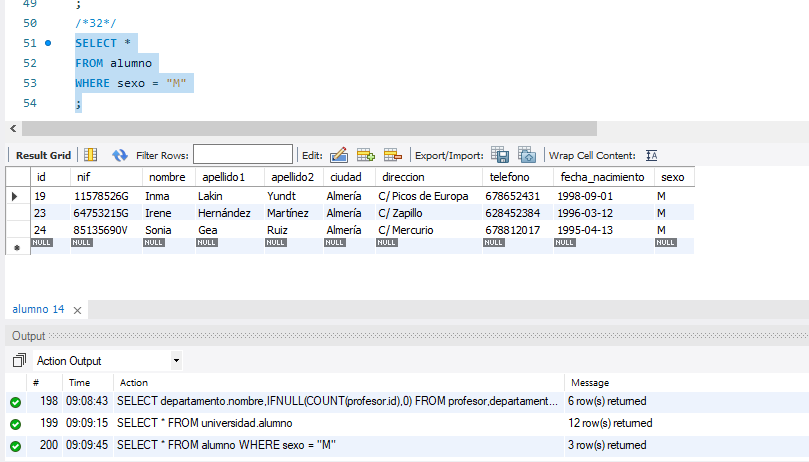 49 ;
50 /*32*/
51 SELECT *
52 FROM alumno
53 WHERE sexo = "M"
54 ;
Result Grid Filter Rows: Edit: Export/Import: Wrap Cell Content: IA
id nif nombre apellido1 apellido2 ciudad direccion telefono fecha_nacimiento sexo
19 11578526G Inma Lakin Yundt Almería C/ Picos de Europa 678652431 1998-09-01 M
23 64753215G Irene Hernández Martínez Almería C/ Zapillo 628452384 1996-03-12 M
24 85135690V Sonia Gea Ruiz Almería C/ Mercurio 678812017 1995-04-13 M
NULL NULL NULL NULL NULL NULL NULL NULL NULL NULL
alumno 14
Output
Action Output
# Time Action Message
198 09:08:43 SELECT departamento.nombre,IFNULL(COUNT(profesor.id),0) FROM profesor,departament... 6 row(s) returned
199 09:09:15 SELECT * FROM universidad.alumno 12 row(s) returned
200 09:09:45 SELECT * FROM alumno WHERE sexo = "M" 3 row(s) returned